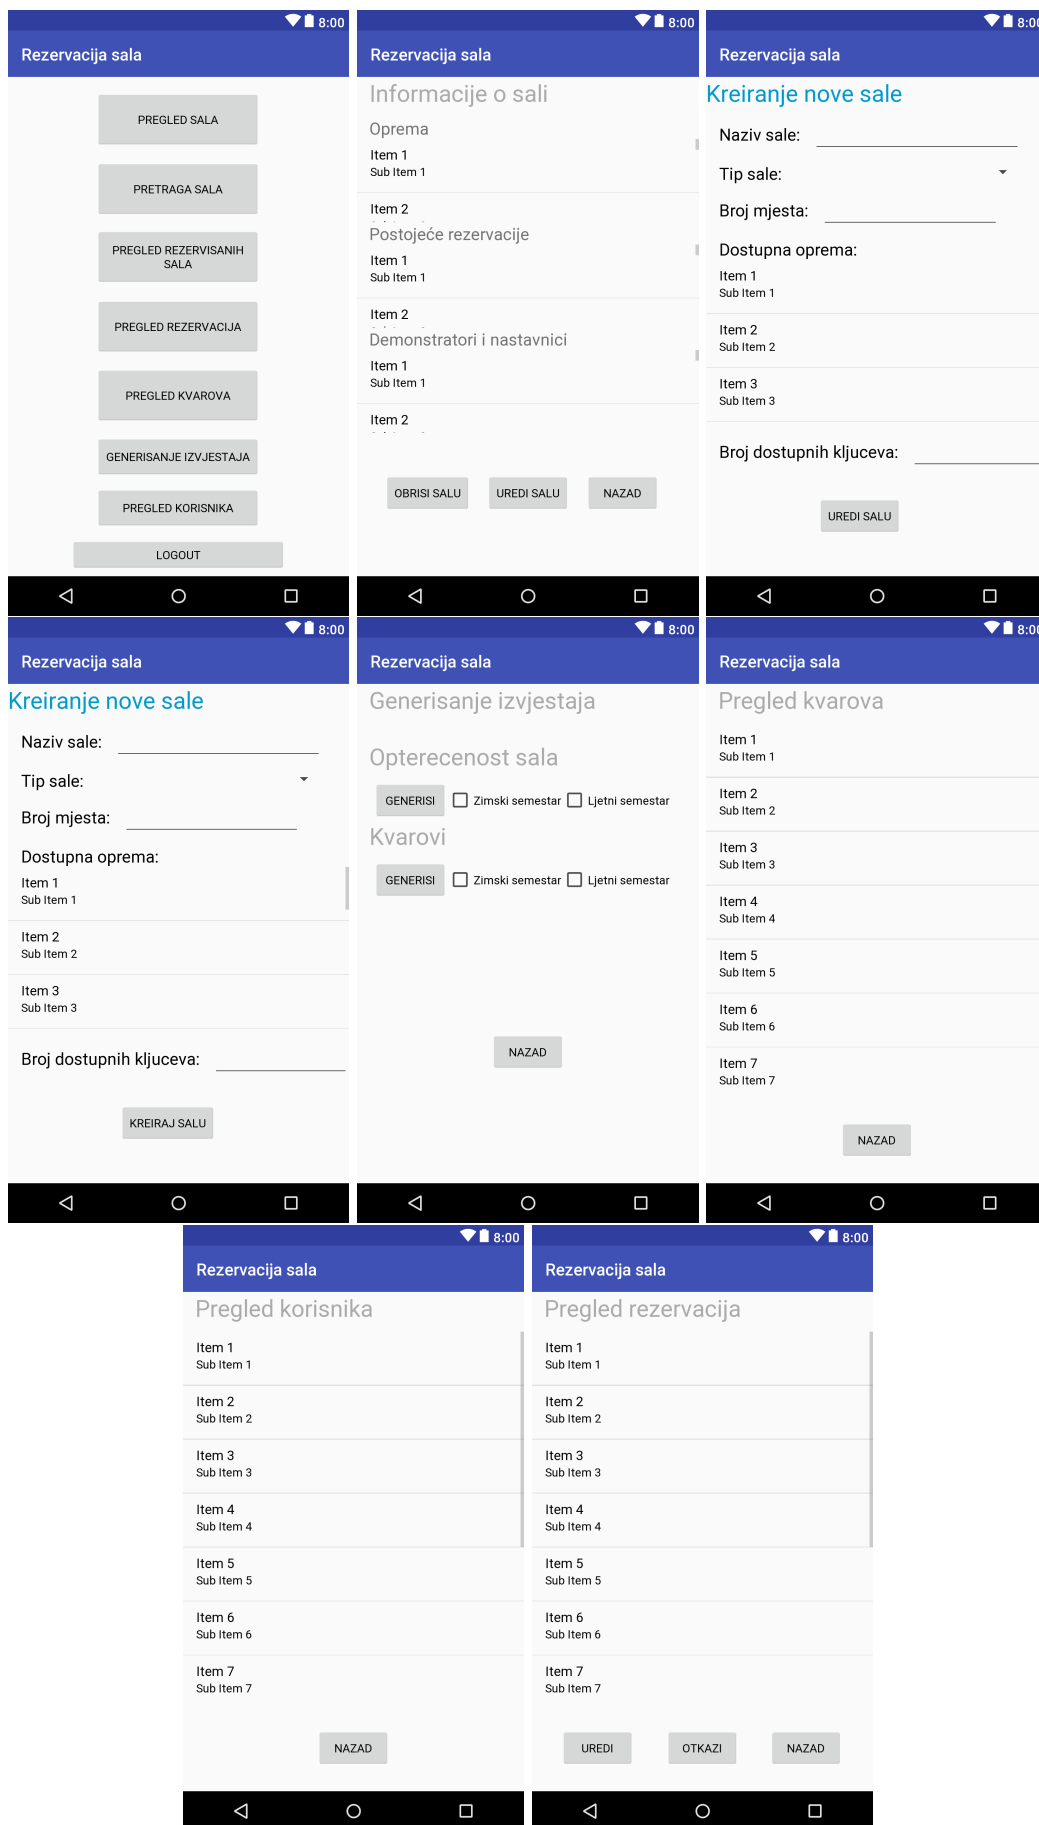 8:00
Rezervacija sala
PREGLED SALA
PRETRAGA SALA
PREGLED REZERVISANIH
SALA
PREGLED REZERVACIJA
PREGLED KVAROVA
GENERISANJE IZVJESTAJA
PREGLED KORISNIKA
LOGOUT
8:00
Rezervacija sala
Informacije o sali
Oprema
Item 1
Sub Item 1
Item 2
Postojeće rezervacije
Item 1
Sub Item 1
Item 2
Demonstratori i nastavnici
Item 1
Sub Item 1
Item 2
OBRISI SALU
UREDI SALU
NAZAD
8:00
Rezervacija sala
Kreiranje nove sale
Naziv sale:
Tip sale:
Broj mjesta:
Dostupna oprema:
Item 1
Sub Item 1
Item 2
Sub Item 2
Item 3
Sub Item 3
Broj dostupnih kljuceva:
UREDI SALU
8:00
Rezervacija sala
Kreiranje nove sale
Naziv sale:
Tip sale:
Broj mjesta:
Dostupna oprema:
Item 1
Sub Item 1
Item 2
Sub Item 2
Item 3
Sub Item 3
Broj dostupnih kljuceva:
KREIRAJ SALU
8:00
Rezervacija sala
Generisanje izvjestaja
Opterecenost sala
GENERISI Zimski semestar Ljetni semestar
Kvarovi
GENERISI Zimski semestar Ljetni semestar
NAZAD
8:00
Rezervacija sala
Pregled kvarova
Item 1
Sub Item 1
Item 2
Sub Item 2
Item 3
Sub Item 3
Item 4
Sub Item 4
Item 5
Sub Item 5
Item 6
Sub Item 6
Item 7
Sub Item 7
NAZAD
8:00
Rezervacija sala
Pregled korisnika
Item 1
Sub Item 1
Item 2
Sub Item 2
Item 3
Sub Item 3
Item 4
Sub Item 4
Item 5
Sub Item 5
Item 6
Sub Item 6
Item 7
Sub Item 7
NAZAD
8:00
Rezervacija sala
Pregled rezervacija
Item 1
Sub Item 1
Item 2
Sub Item 2
Item 3
Sub Item 3
Item 4
Sub Item 4
Item 5
Sub Item 5
Item 6
Sub Item 6
Item 7
Sub Item 7
UREDI
OTKAZI
NAZAD